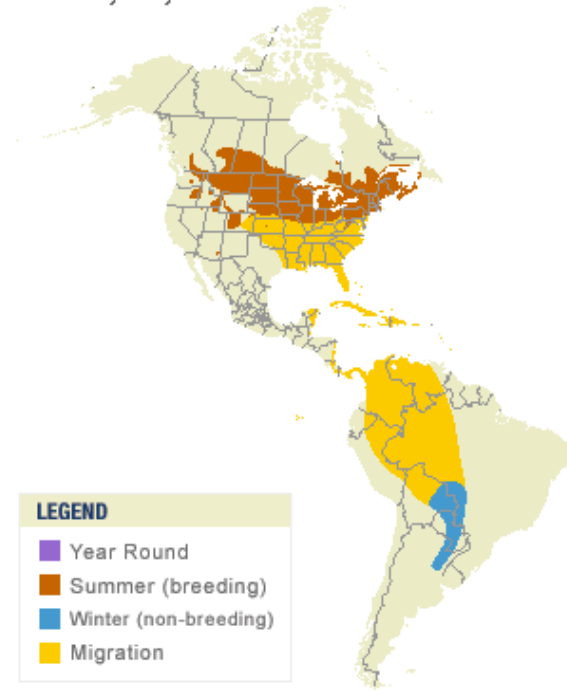 LEGEND
Year Round
Summer (breeding)
Winter (non-breeding)
Migration